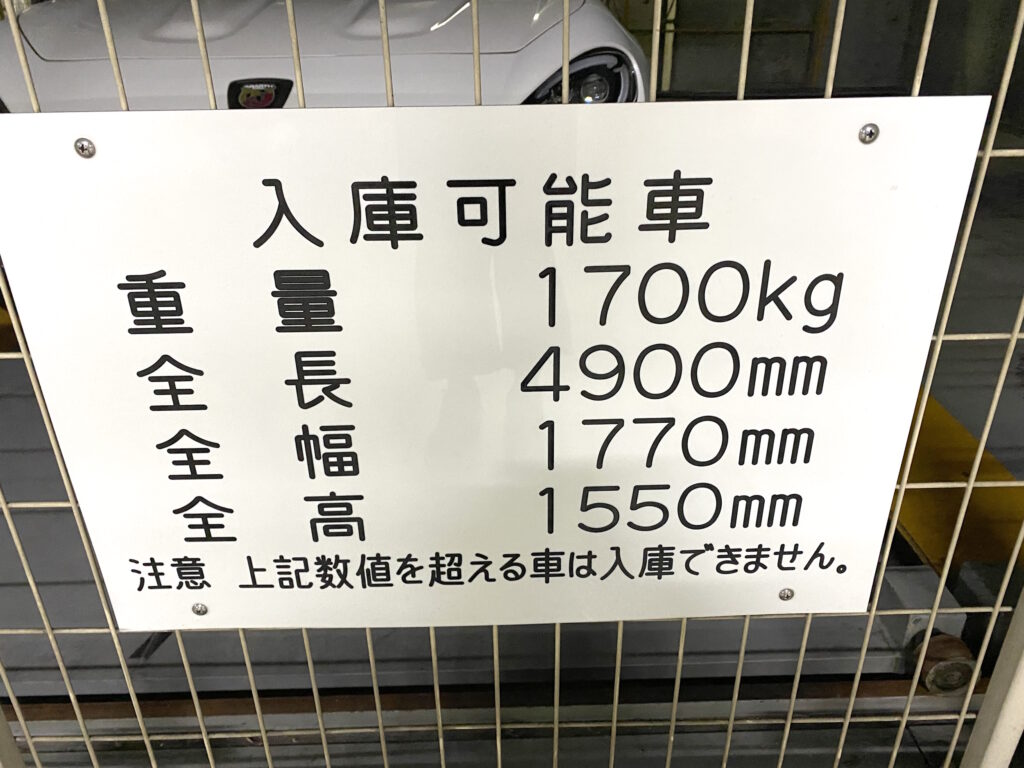 入庫可能車
重量 1700kg
全長 4900mm
全幅 1770mm
全高 1550mm
注意 上記数値を超える車は入庫できません。